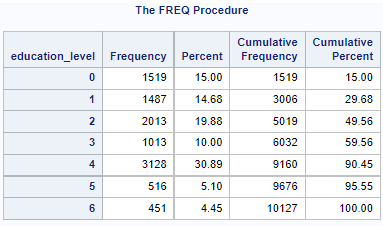 The FREQ Procedure
Cumulative Cumulative
education_level Frequency Percent Frequency Percent
0 1519 15.00 1519 15.00
1 1487 14.68 3006 29.68
2 2013 19.88 5019 49.56
3 1013 10.00 6032 59.56
4 3128 30.89 9160 90.45
5 516 5.10 9676 95.55
6 451 4.45 10127 100.00